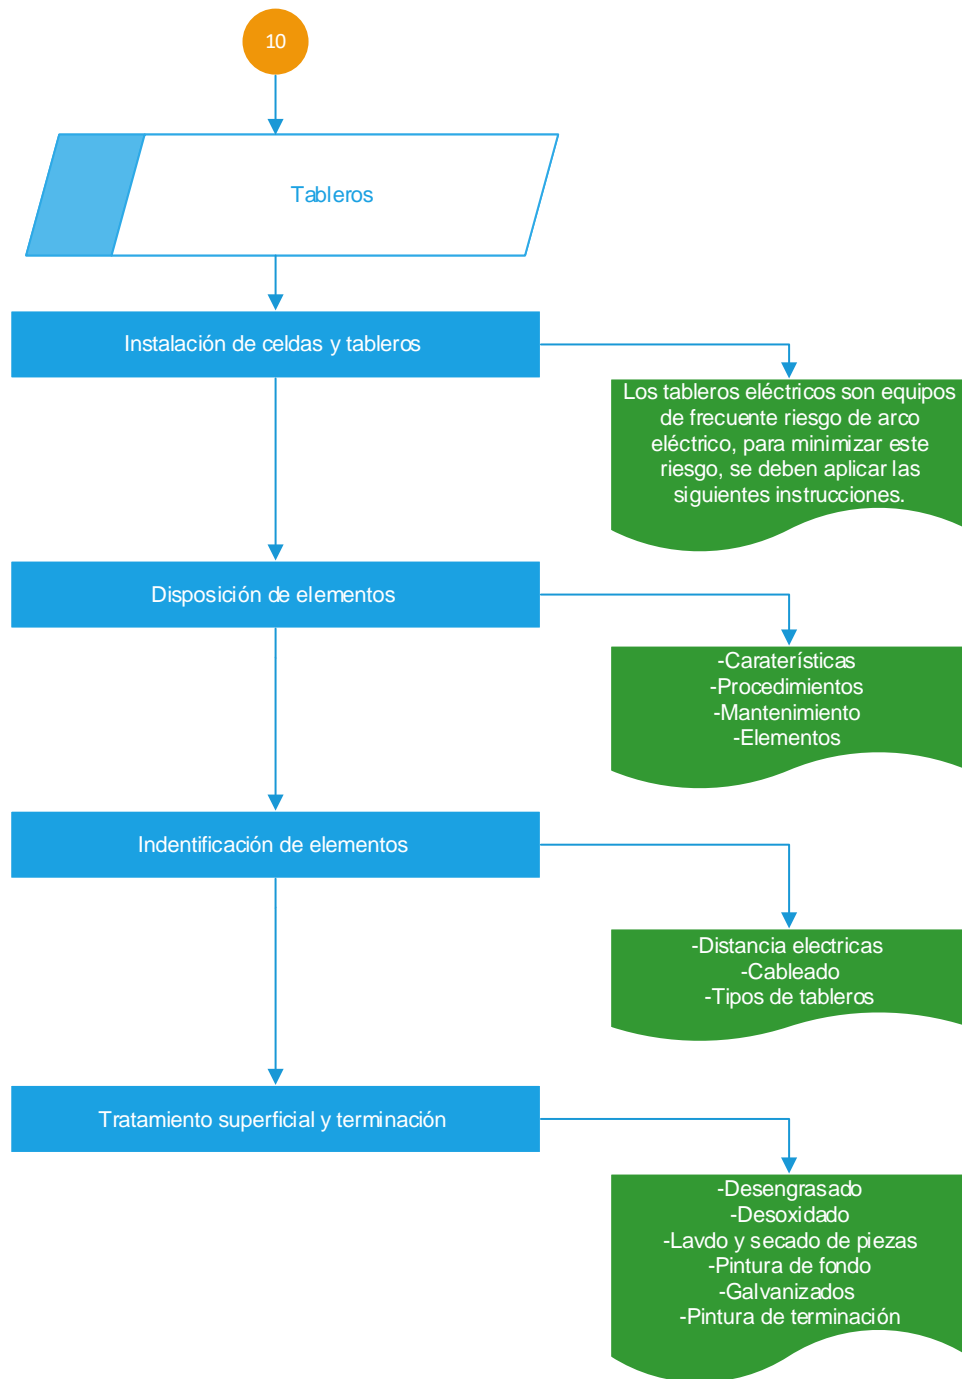 10
Tableros
Instalación de celdas y tableros
Los tableros eléctricos son equipos
de frecuente riesgo de arco
eléctrico, para minimizar este
riesgo, se deben aplicar las
siguientes instrucciones.
Disposición de elementos
-Caraterísticas
-Procedimientos
-Mantenimiento
-Elementos
Indentificación de elementos
-Distancia electricas
-Cableado
-Tipos de tableros
Tratamiento superficial y terminación
-Desengrasado
-Desoxidado
-Lavdo y secado de piezas
-Pintura de fondo
-Galvanizados
-Pintura de terminación